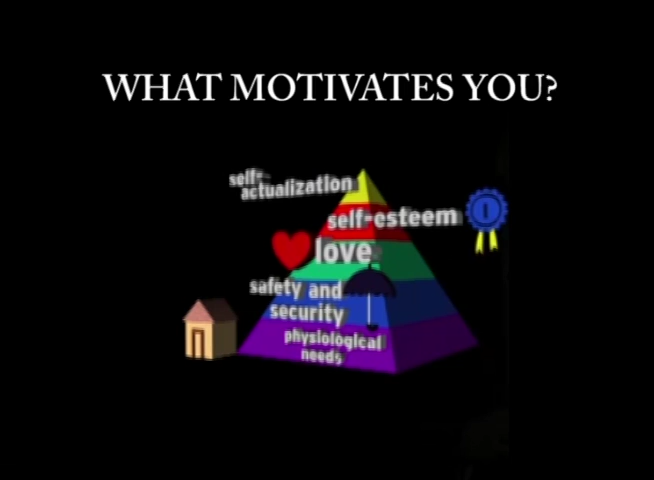 WHAT MOTIVATES YOU?
self-
actualization
self-esteem
love
safety and
security
physiological
needs